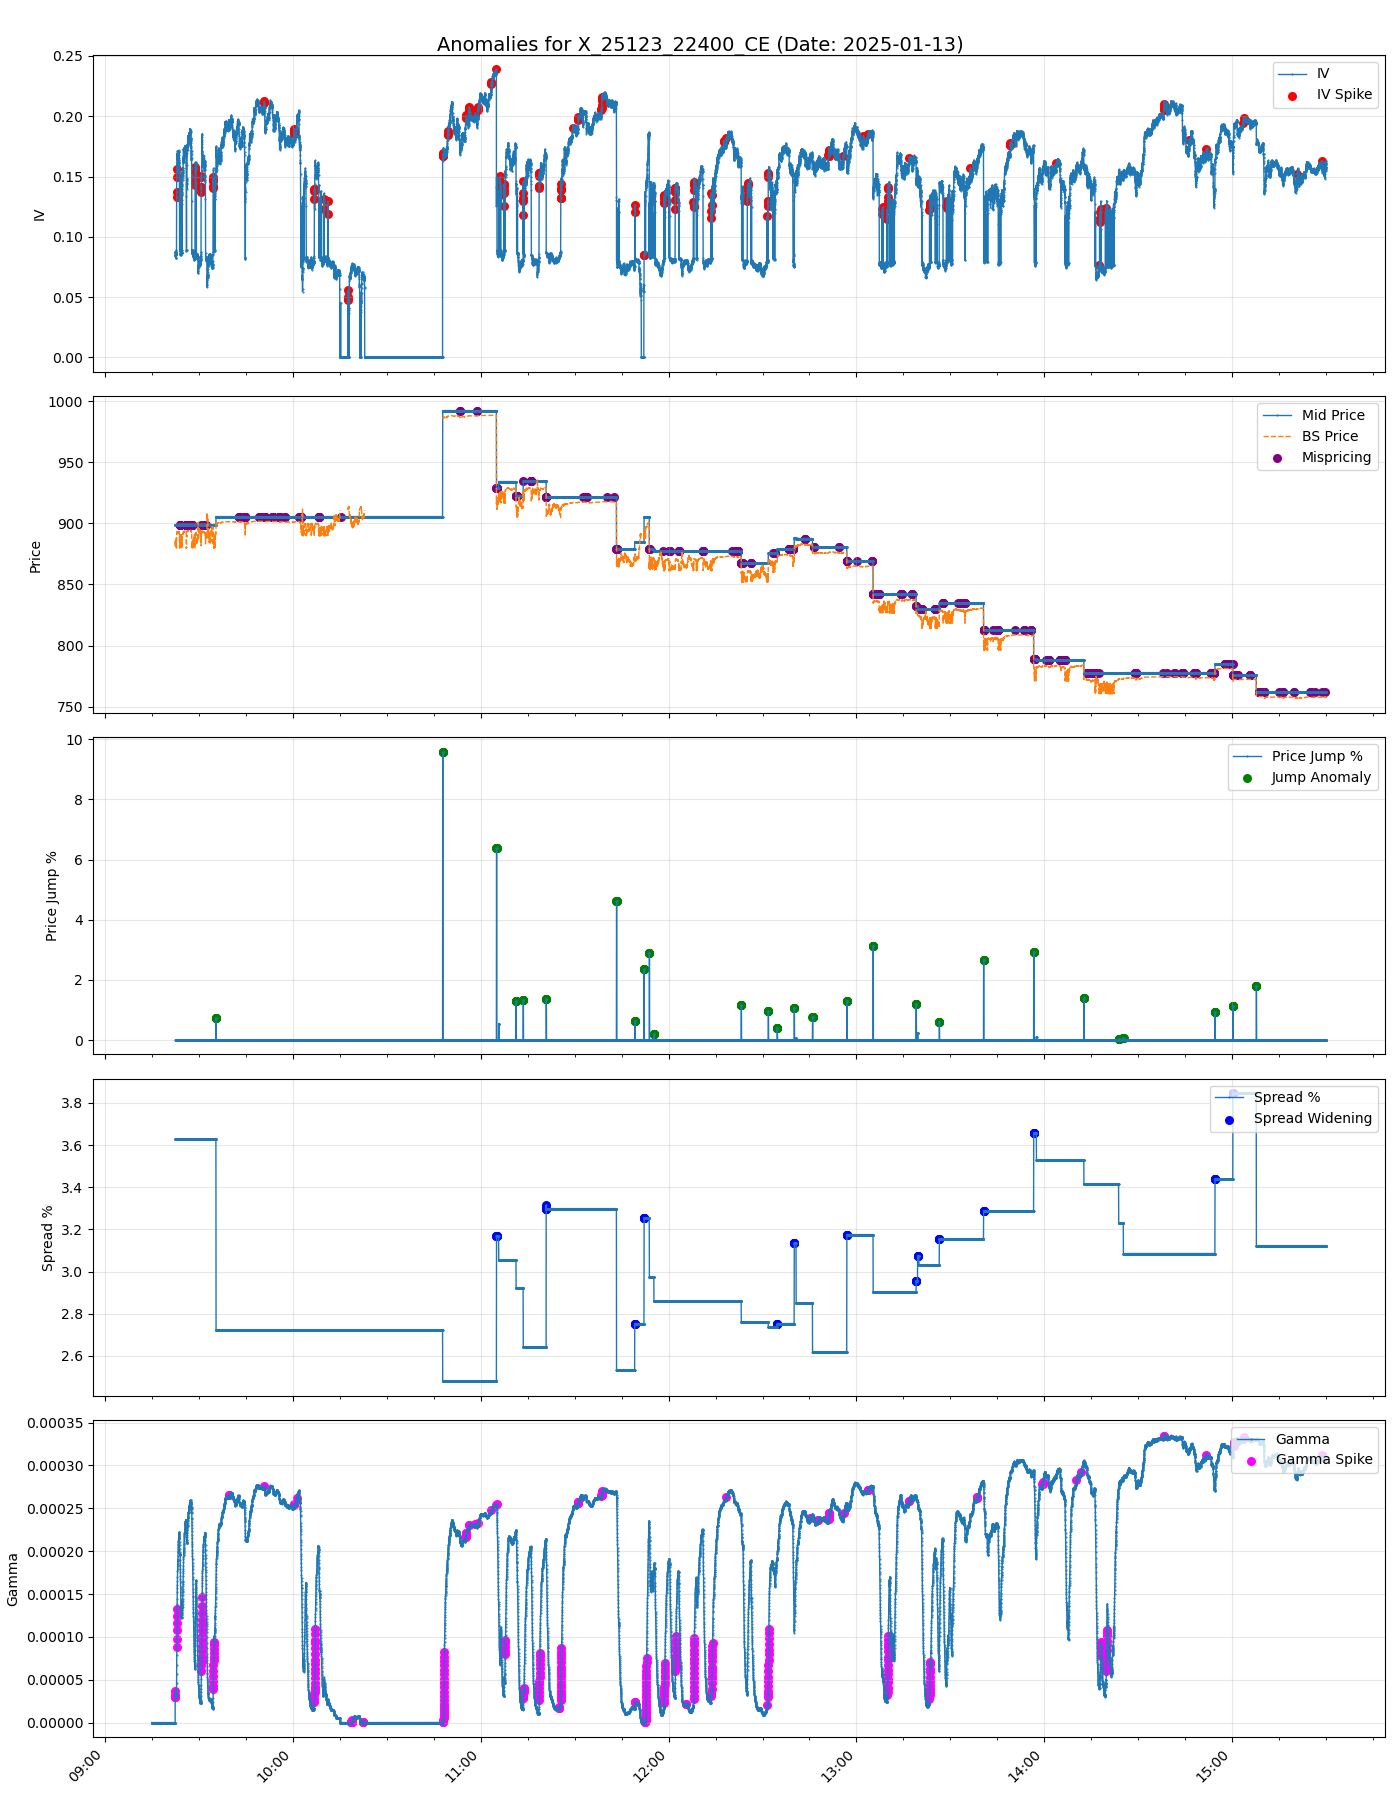 Anomalies for X_25123_22400_CE (Date: 2025-01-13)
0.25
0.20
0.15
0.10
0.05
0.00
IV
IV
IV Spike
1000
950
900
850
800
750
Price
Mid Price
BS Price
Mispricing
10
8
6
4
2
0
Price Jump %
Price Jump %
Jump Anomaly
3.8
3.6
3.4
3.2
3.0
2.8
2.6
Spread %
Spread %
Spread Widening
0.00035
0.00030
0.00025
0.00020
0.00015
0.00010
0.00005
0.00000
Gamma
Gamma
Gamma Spike
09:00
10:00
11:00
12:00
13:00
14:00
15:00